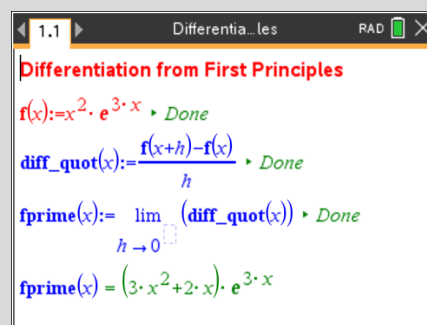 1.1 Differentia...les RAD
Differentiation from First Principles
f(x):=x²·e^(3·x) ▸ Done
diff_quot(x):=(f(x+h)−f(x))/h ▸ Done
fprime(x):= lim h→0 (diff_quot(x)) ▸ Done
fprime(x) = (3·x²+2·x)·e^(3·x)